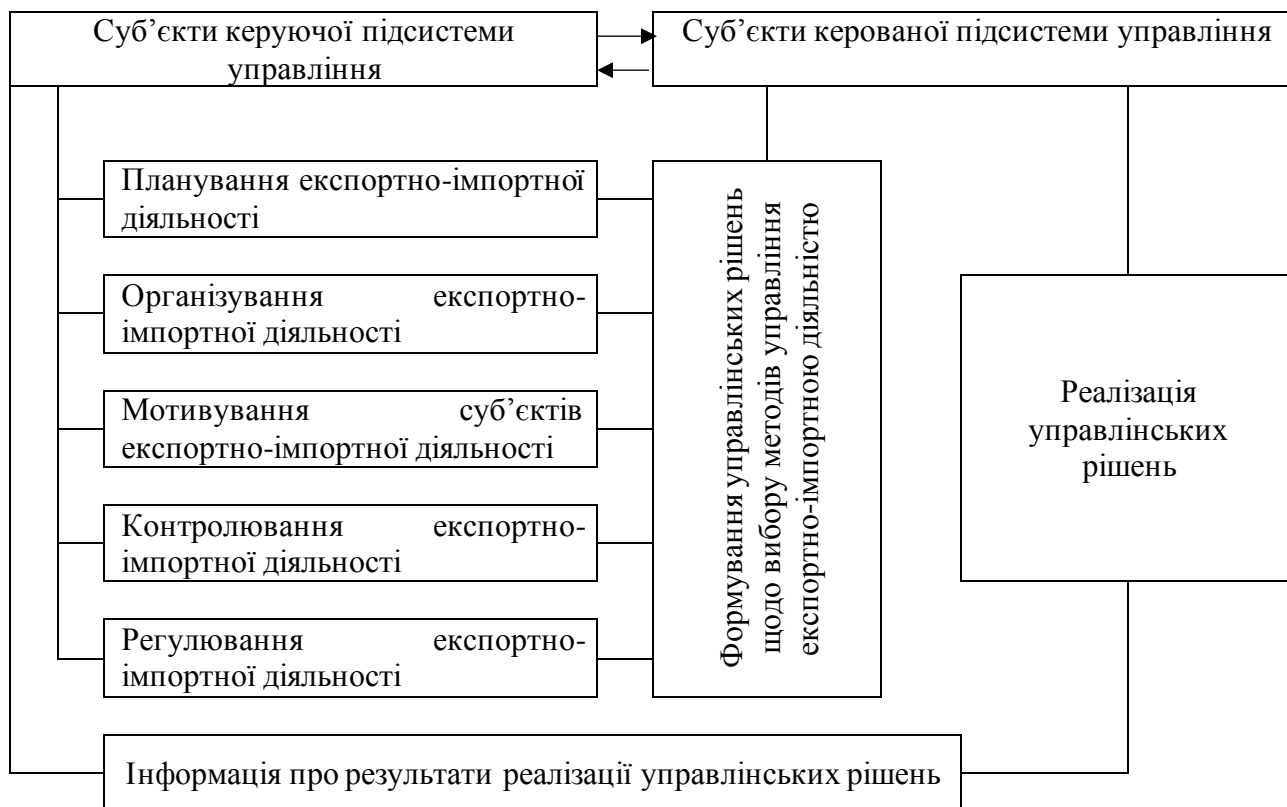 Суб’єкти керуючої підсистеми
управління
Суб’єкти керованої підсистеми управління
Планування експортно-імпортної
діяльності
Організування експортно-
імпортної діяльності
Мотивування суб’єктів
експортно-імпортної діяльності
Контролювання експортно-
імпортної діяльності
Регулювання експортно-
імпортної діяльності
Формування управлінських рішень
щодо вибору методів управління
експортно-імпортною діяльністю
Реалізація
управлінських
рішень
Інформація про результати реалізації управлінських рішень